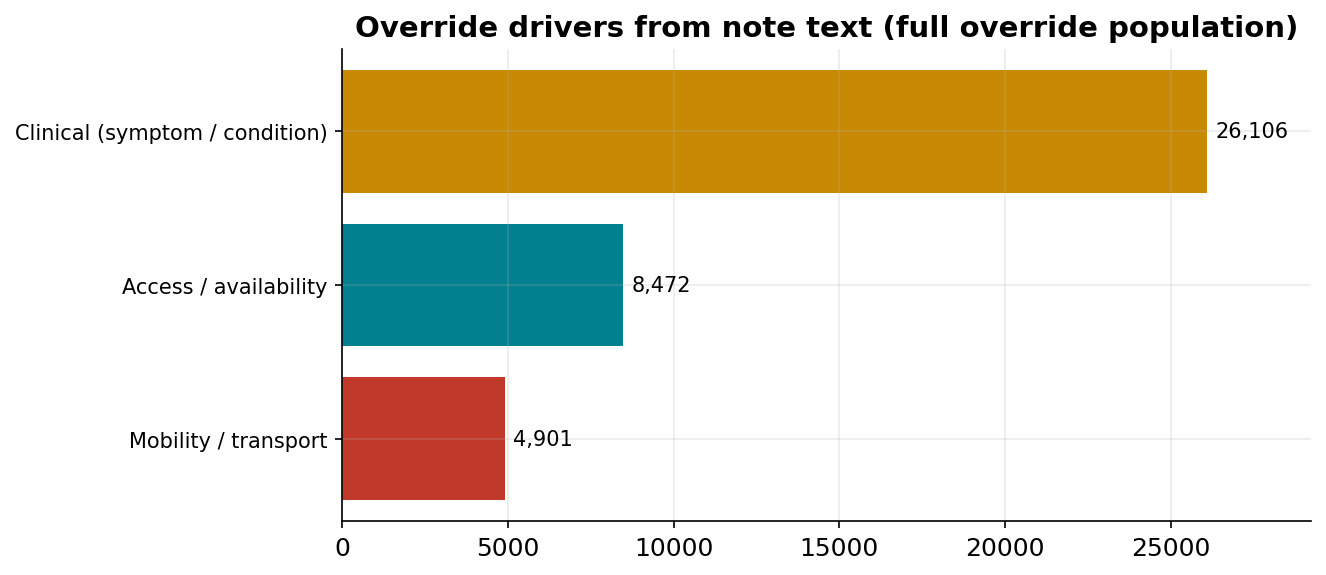 Override drivers from note text (full override population)
Clinical (symptom / condition)
26,106
Access / availability
8,472
Mobility / transport
4,901
0 5000 10000 15000 20000 25000